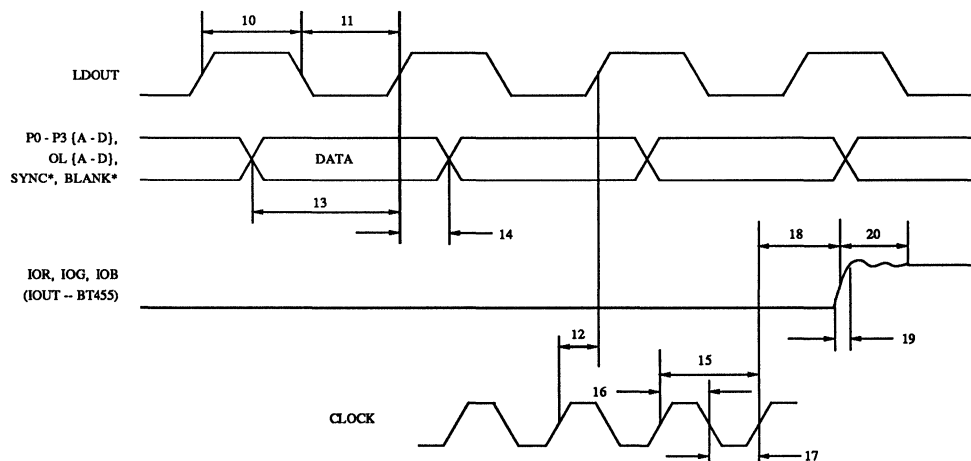 10
11
LDOUT
P0 - P3 {A - D},
OL {A - D},
SYNC*, BLANK*
DATA
13
14
18
20
IOR, IOG, IOB
(IOUT -- BT455)
12
15
19
16
CLOCK
17